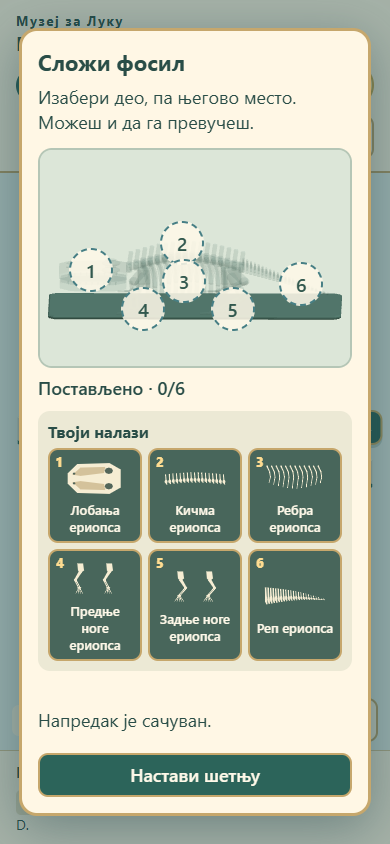 Музеј за Луку
Сложи фосил
Изабери део, па његово место.
Можеш и да га превучеш.
2
1
3
6
4
5
Постављено · 0/6
Твоји налази
1
Лобања
ериопса
2
Кичма
ериопса
3
Ребра
ериопса
4
Предње
ноге
ериопса
5
Задње ноге
ериопса
6
Реп ериопса
Напредак је сачуван.
Настави шетњу
D.